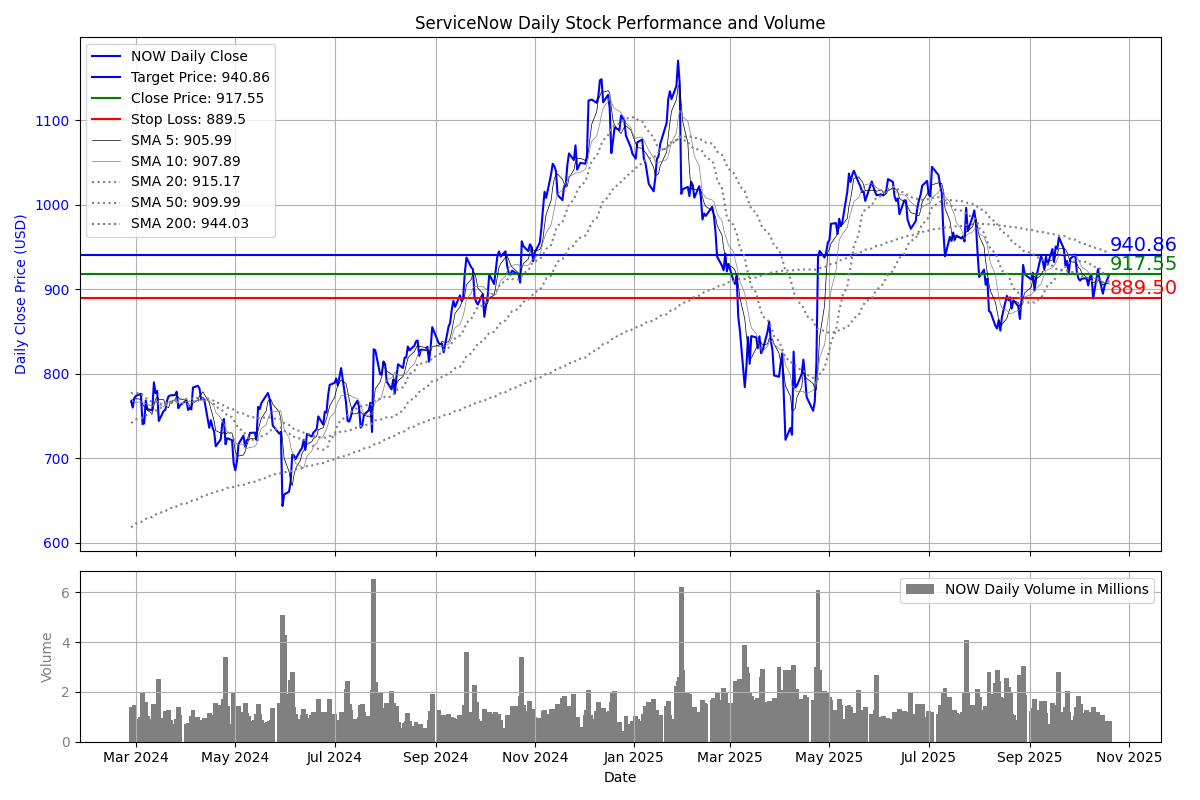 ServiceNow Daily Stock Performance and Volume
NOW Daily Close
Target Price: 940.86
Close Price: 917.55
Stop Loss: 889.5
SMA 5: 905.99
SMA 10: 907.89
SMA 20: 915.17
SMA 50: 909.99
SMA 200: 944.03
Daily Close Price (USD)
1100
1000
900
800
700
600
940.86
917.55
889.50
NOW Daily Volume in Millions
Volume
6
4
2
0
Mar 2024 May 2024 Jul 2024 Sep 2024 Nov 2024 Jan 2025 Mar 2025 May 2025 Jul 2025 Sep 2025 Nov 2025
Date